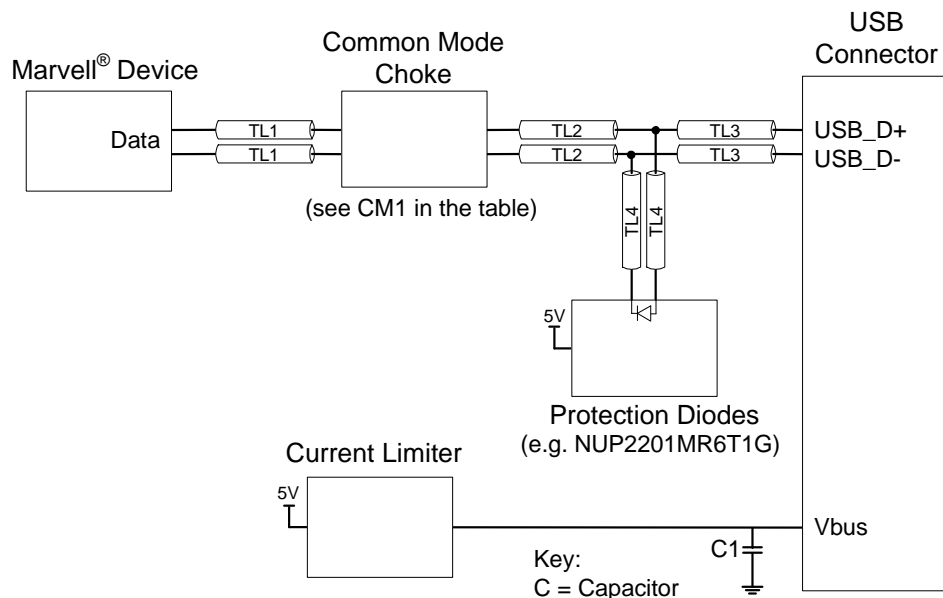 USB
Connector
Common Mode
Choke
Marvell® Device
Data
TL1
TL1
TL2
TL2
TL3
TL3
USB_D+
USB_D-
(see CM1 in the table)
TL4
TL4
5V
Protection Diodes
(e.g. NUP2201MR6T1G)
Current Limiter
5V
Vbus
C1
Key:
C = Capacitor